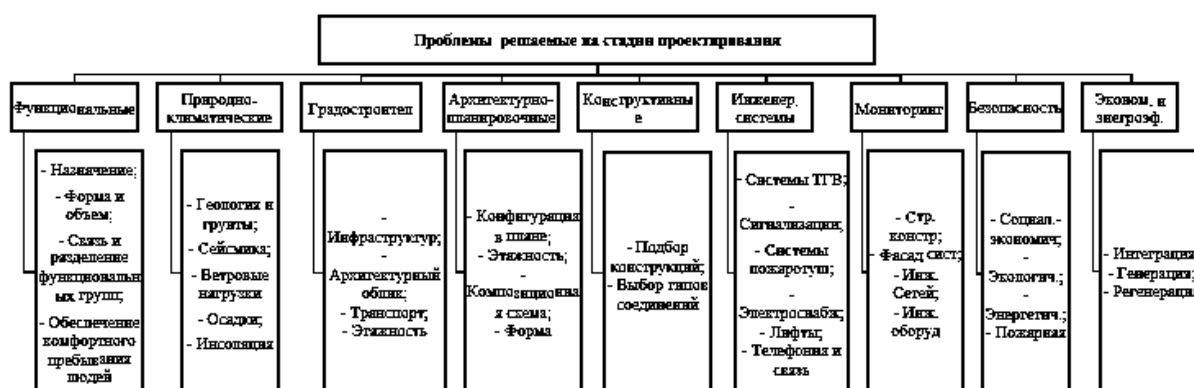 Проблемы решаемые на стадии проектирования
Функциональные
Природно-
климатические
Градостроител
Архитектурно-
планировочные
Конструктивны
е
Инженер.
системы
Мониторинг
Безопасность
Эконом. и
энегроэф.
- Назначение;
- Форма и
объем;
- Связь и
разделение
функциональн
ых групп;
- Обеспечение
комфортного
пребывания
людей
- Геология и
грунты;
- Сейсмика;
- Ветровые
нагрузки
- Осадки;
- Инсоляция
-
Инфраструктур;
-
Архитектурный
облик;
- Транспорт;
- Этажность
- Конфигурация
в плане;
- Этажность;
-
Композициона
я схема;
- Форма
- Подбор
конструкций;
- Выбор типов
соединений
- Системы ТГВ;
-
Сигнализации;
- Системы
пожаротуш;
-
Электроснабж;
- Лифты;
- Телефония и
связь
- Стр.
констр;
- Фасад сист;
- Инж.
Сетей;
- Инж.
оборуд
- Социал.-
экономич;
-
Экологич.;
-
Энергетич.;
- Пожарная
- Интеграция;
- Генерация;
- Регенерация